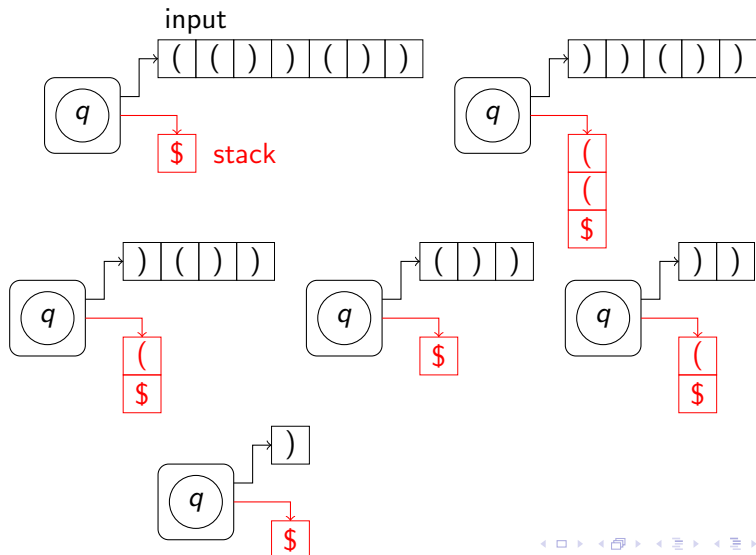 input
( ( ) ) ( ) )
q
$ stack
) ) ( ) )
q
(
(
$
) ( ) )
q
(
$
( ) )
q
$
) )
q
(
$
)
q
$